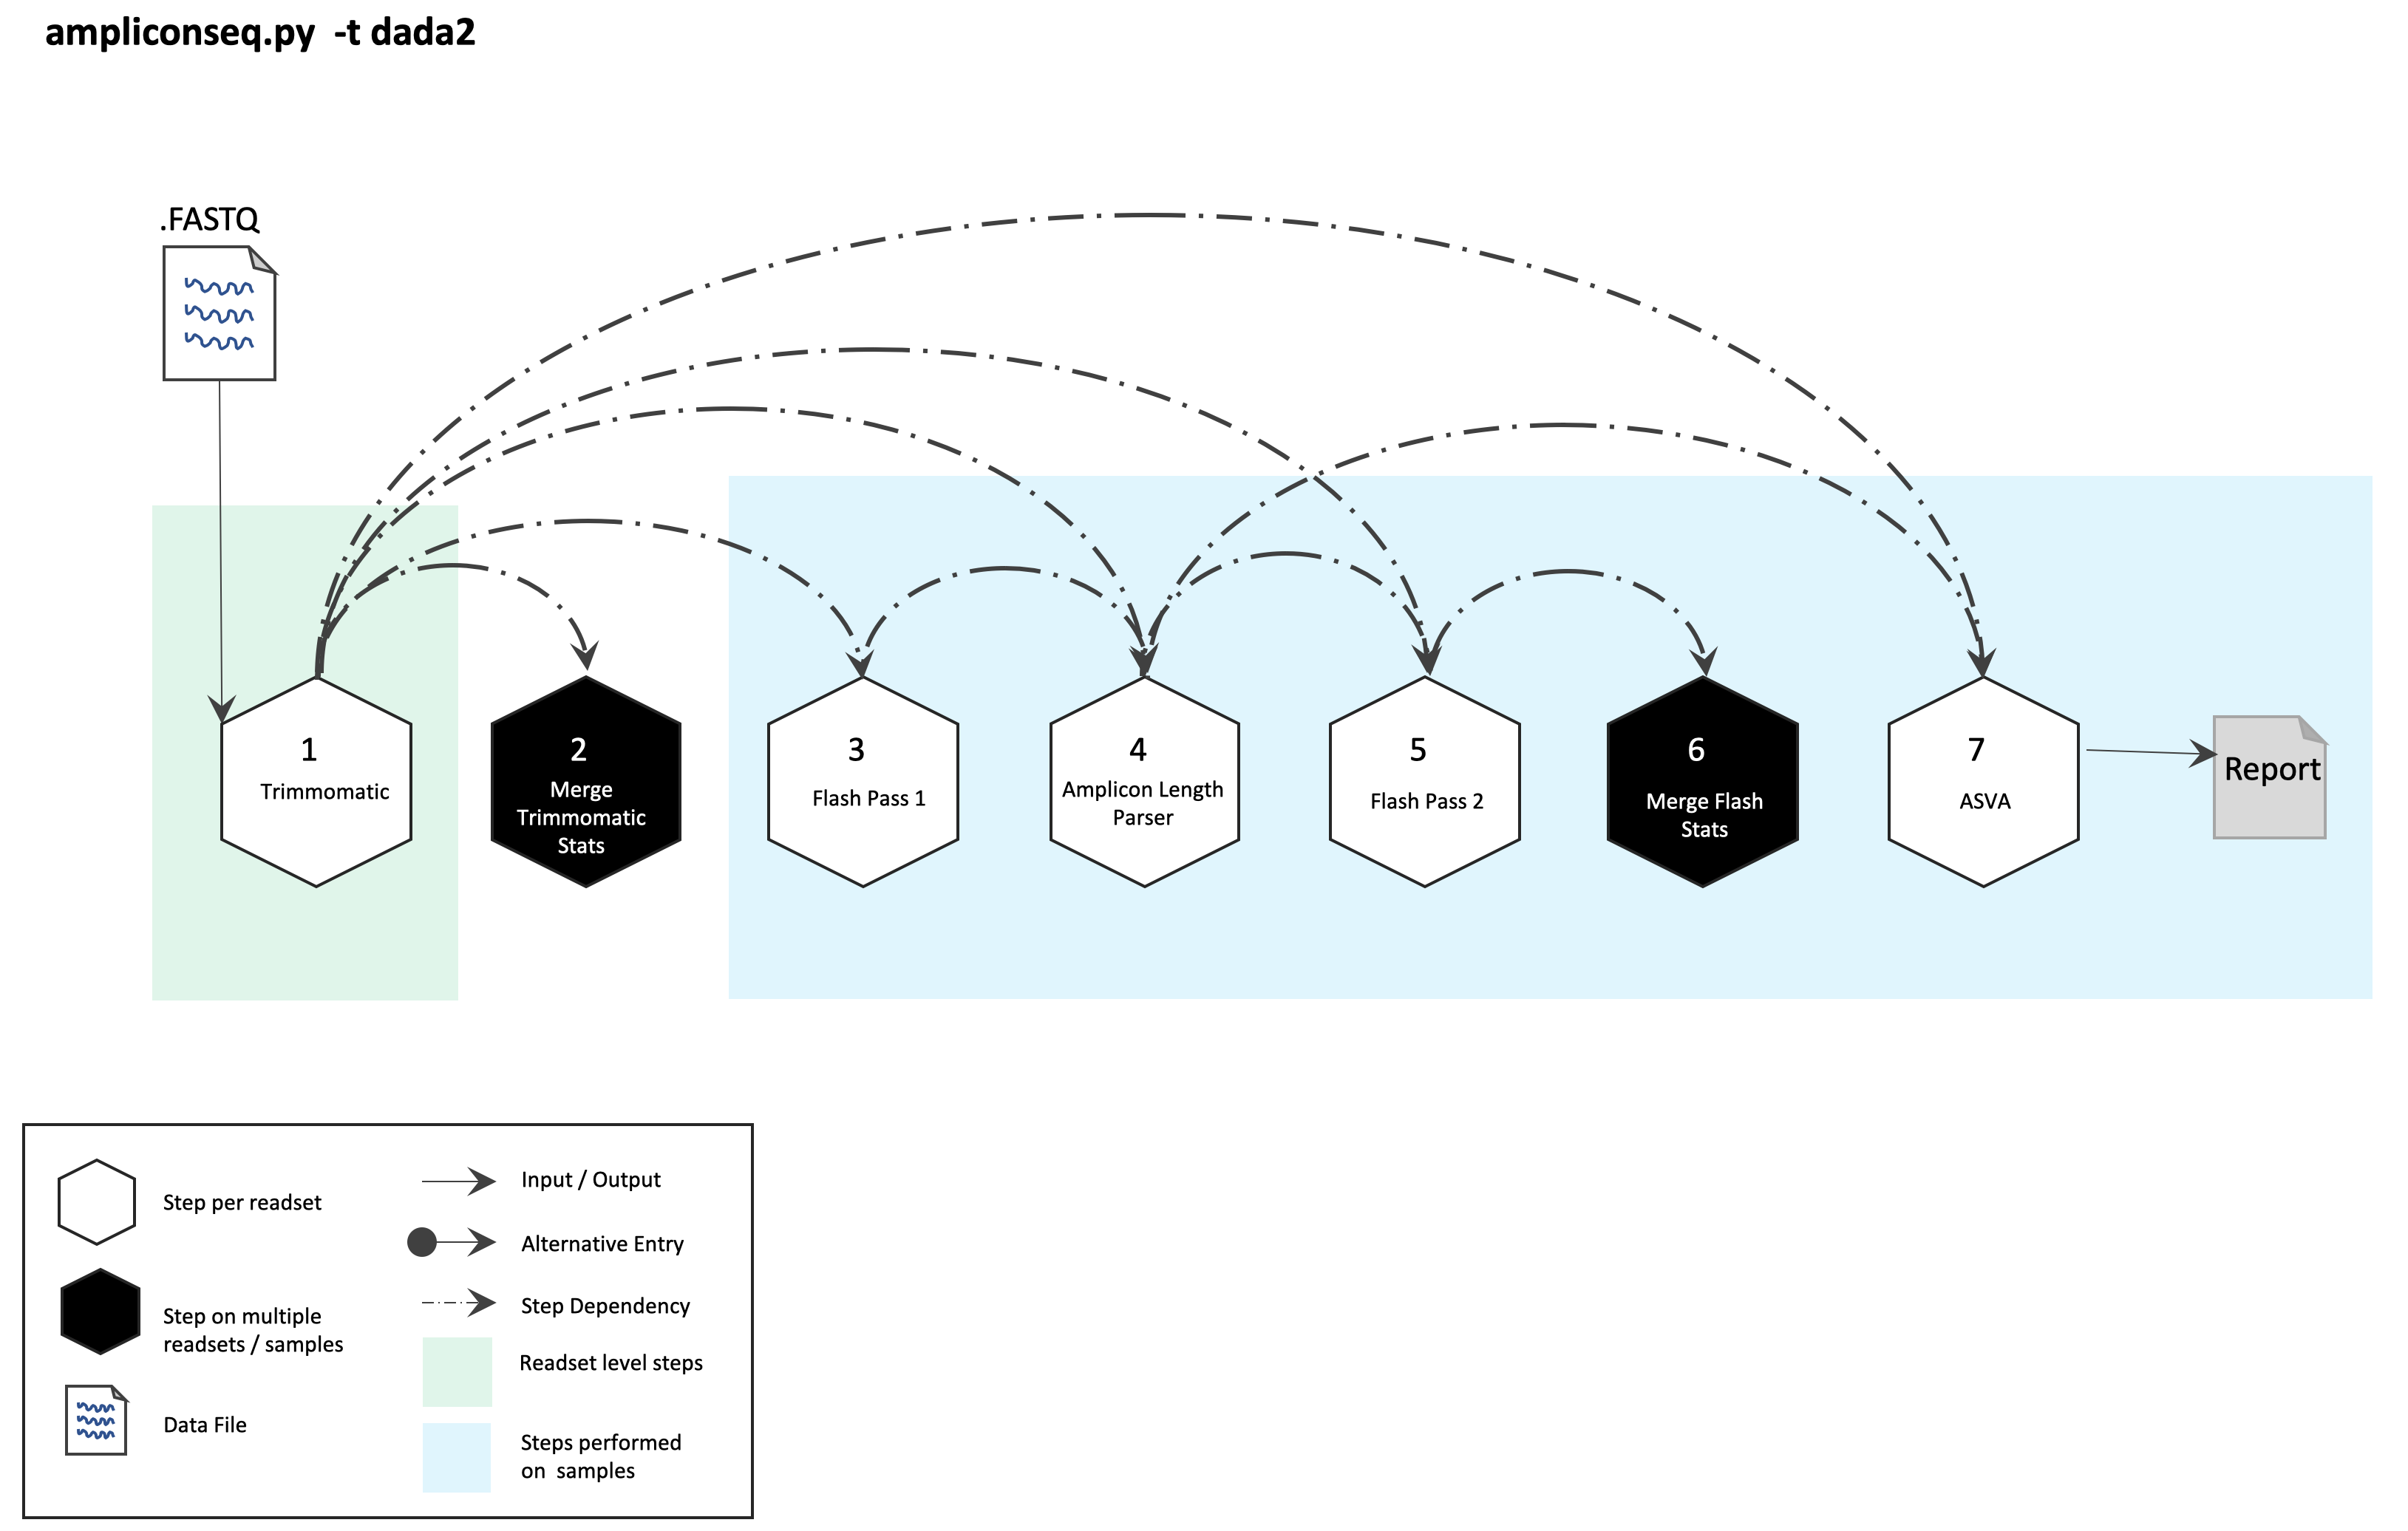 ampliconseq.py  -t dada2
.FASTQ
1
Trimmomatic
2
Merge
Trimmomatic
Stats
3
Flash Pass 1
4
Amplicon Length
Parser
5
Flash Pass 2
6
Merge Flash
Stats
7
ASVA
Report
Step per readset
Step on multiple
readsets / samples
Data File
Input / Output
Alternative Entry
Step Dependency
Readset level steps
Steps performed
on  samples